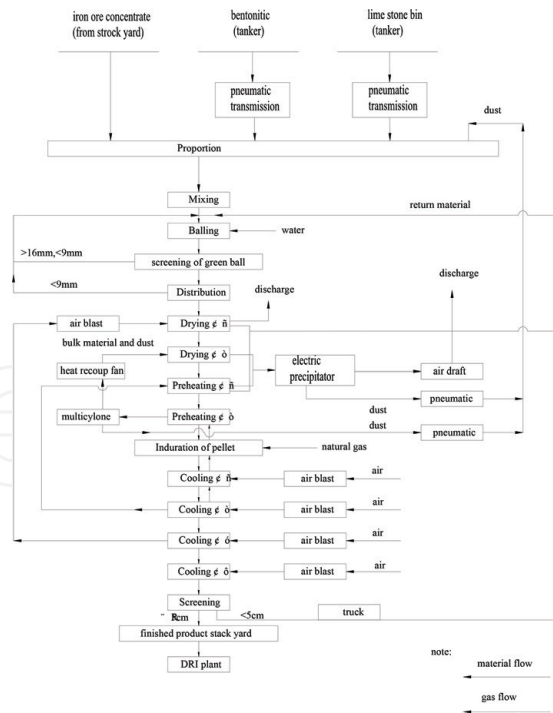 iron ore concentrate
(from strock yard)
bentonitic
(tanker)
lime stone bin
(tanker)
pneumatic
transmission
pneumatic
transmission
dust
Proportion
Mixing
return material
Balling
water
>16mm,<9mm
screening of green ball
discharge
<9mm
Distribution
discharge
air blast
Drying ¢ ñ
bulk material and dust
Drying ¢ ò
electric
precipitator
heat recoup fan
air draft
Preheating ¢ ñ
pneumatic
dust
multicylone
Preheating ¢ ò
dust
pneumatic
Induration of pellet
natural gas
Cooling ¢ ñ
air blast
air
Cooling ¢ ò
air blast
air
Cooling ¢ ó
air blast
air
Cooling ¢ ô
air blast
air
Screening
<5cm
truck
finished product stack yard
DRI plant
note:
material flow
gas flow